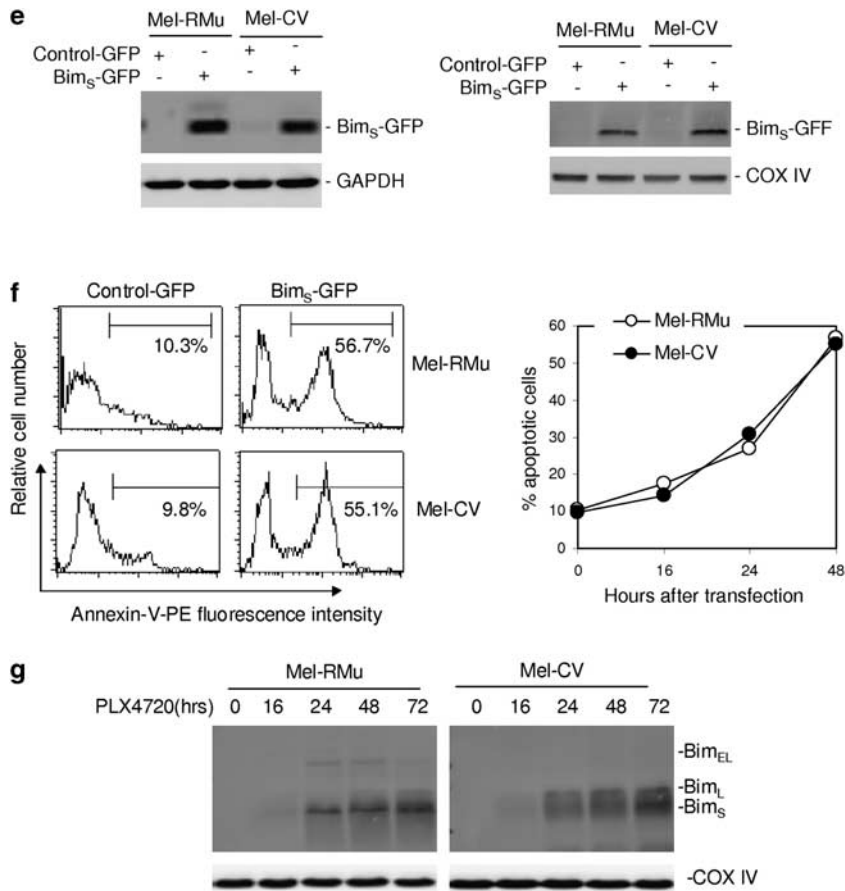 e
Mel-RMu Mel-CV
Control-GFP + - + -
BimS-GFP - + - +
- BimS-GFP
- GAPDH
Mel-RMu Mel-CV
Control-GFP + - + -
BimS-GFP - + - +
- BimS-GFF
- COX IV
f
Control-GFP BimS-GFP
10.3% 56.7% Mel-RMu
9.8% 55.1% Mel-CV
Relative cell number
Annexin-V-PE fluorescence intensity
Mel-RMu
Mel-CV
% apoptotic cells
60
50
40
30
20
10
0
0 16 24 48
Hours after transfection
g
Mel-RMu Mel-CV
PLX4720(hrs) 0 16 24 48 72 0 16 24 48 72
-BimEL
-BimL
-BimS
-COX IV